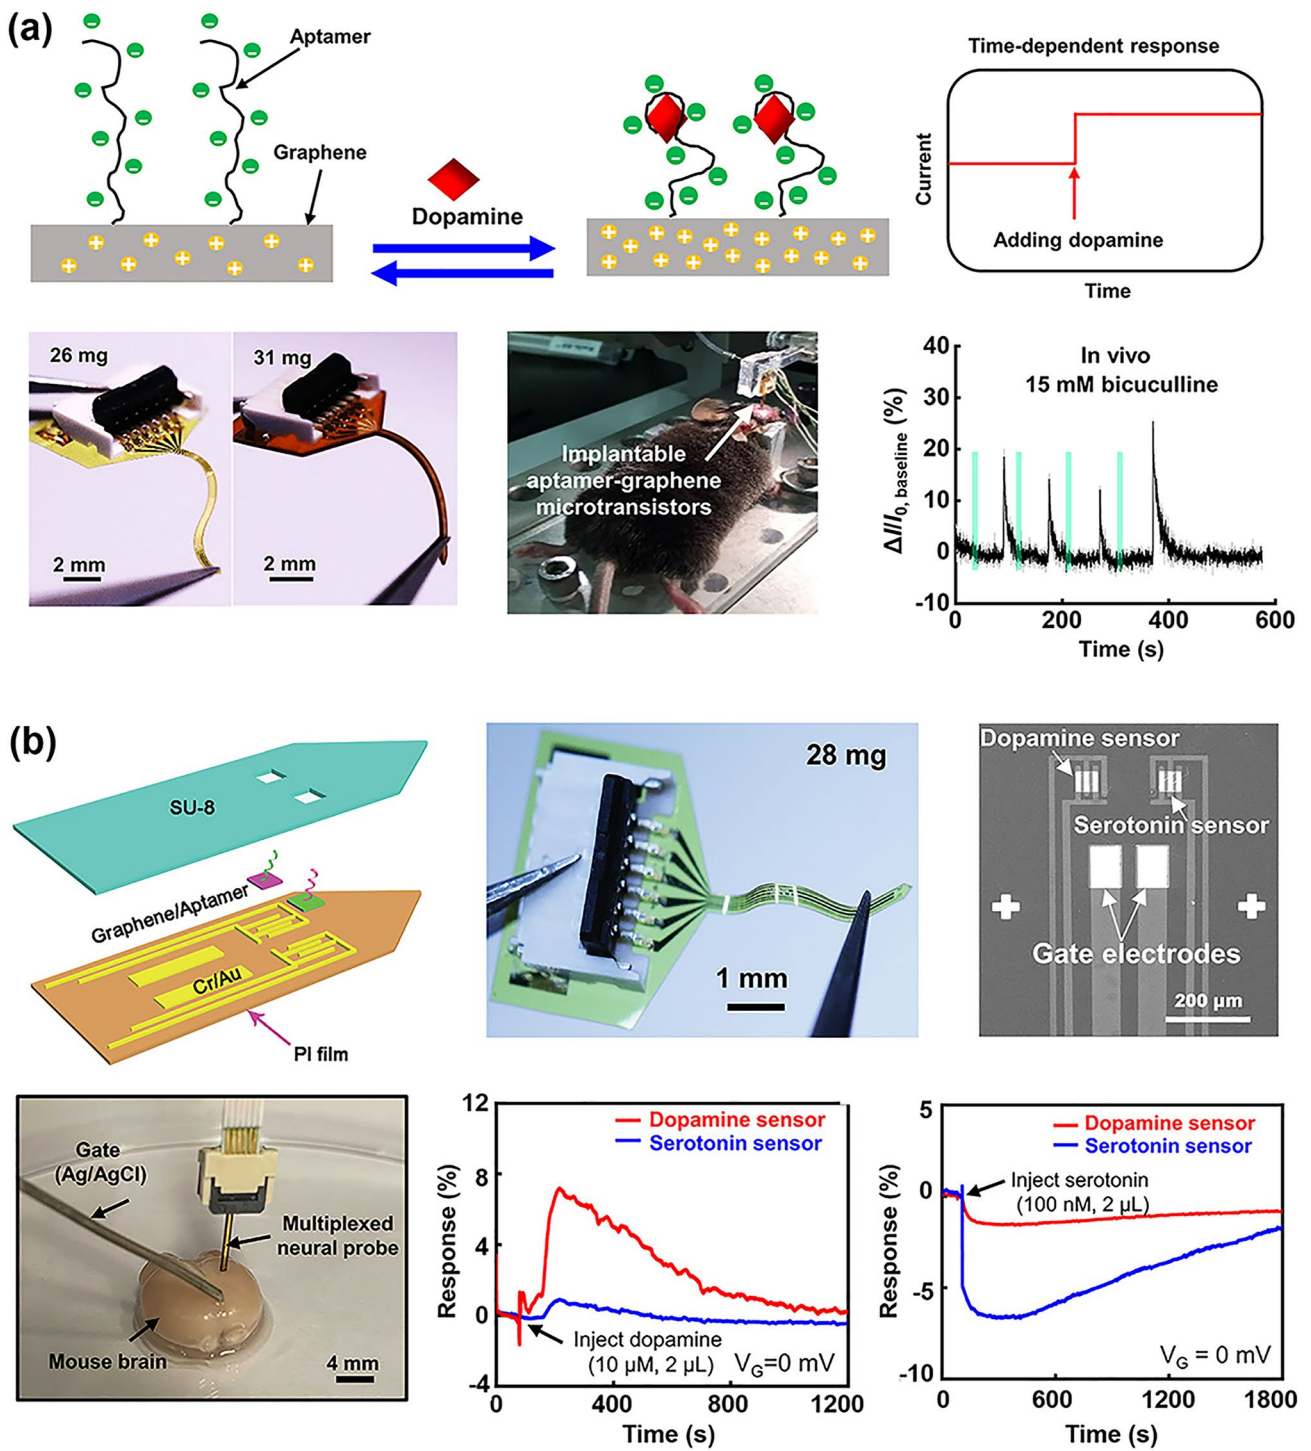 (a)
Aptamer
Graphene
Dopamine
Time-dependent response
Current
Adding dopamine
Time
26 mg
2 mm
31 mg
2 mm
Implantable
aptamer-graphene
microtransistors
In vivo
15 mM bicuculline
ΔI/I0, baseline (%)
40
30
20
10
0
-10
0 200 400 600
Time (s)
(b)
SU-8
Graphene/Aptamer
Cr/Au
PI film
28 mg
1 mm
Dopamine sensor
Serotonin sensor
Gate electrodes
200 μm
Gate
(Ag/AgCl)
Multiplexed
neural probe
Mouse brain
4 mm
Response (%)
12
8
4
0
-4
Dopamine sensor
Serotonin sensor
Inject dopamine
(10 μM, 2 μL)
VG=0 mV
0 400 800 1200
Time (s)
Response (%)
5
0
-5
-10
Dopamine sensor
Serotonin sensor
Inject serotonin
(100 nM, 2 μL)
VG = 0 mV
0 600 1200 1800
Time (s)